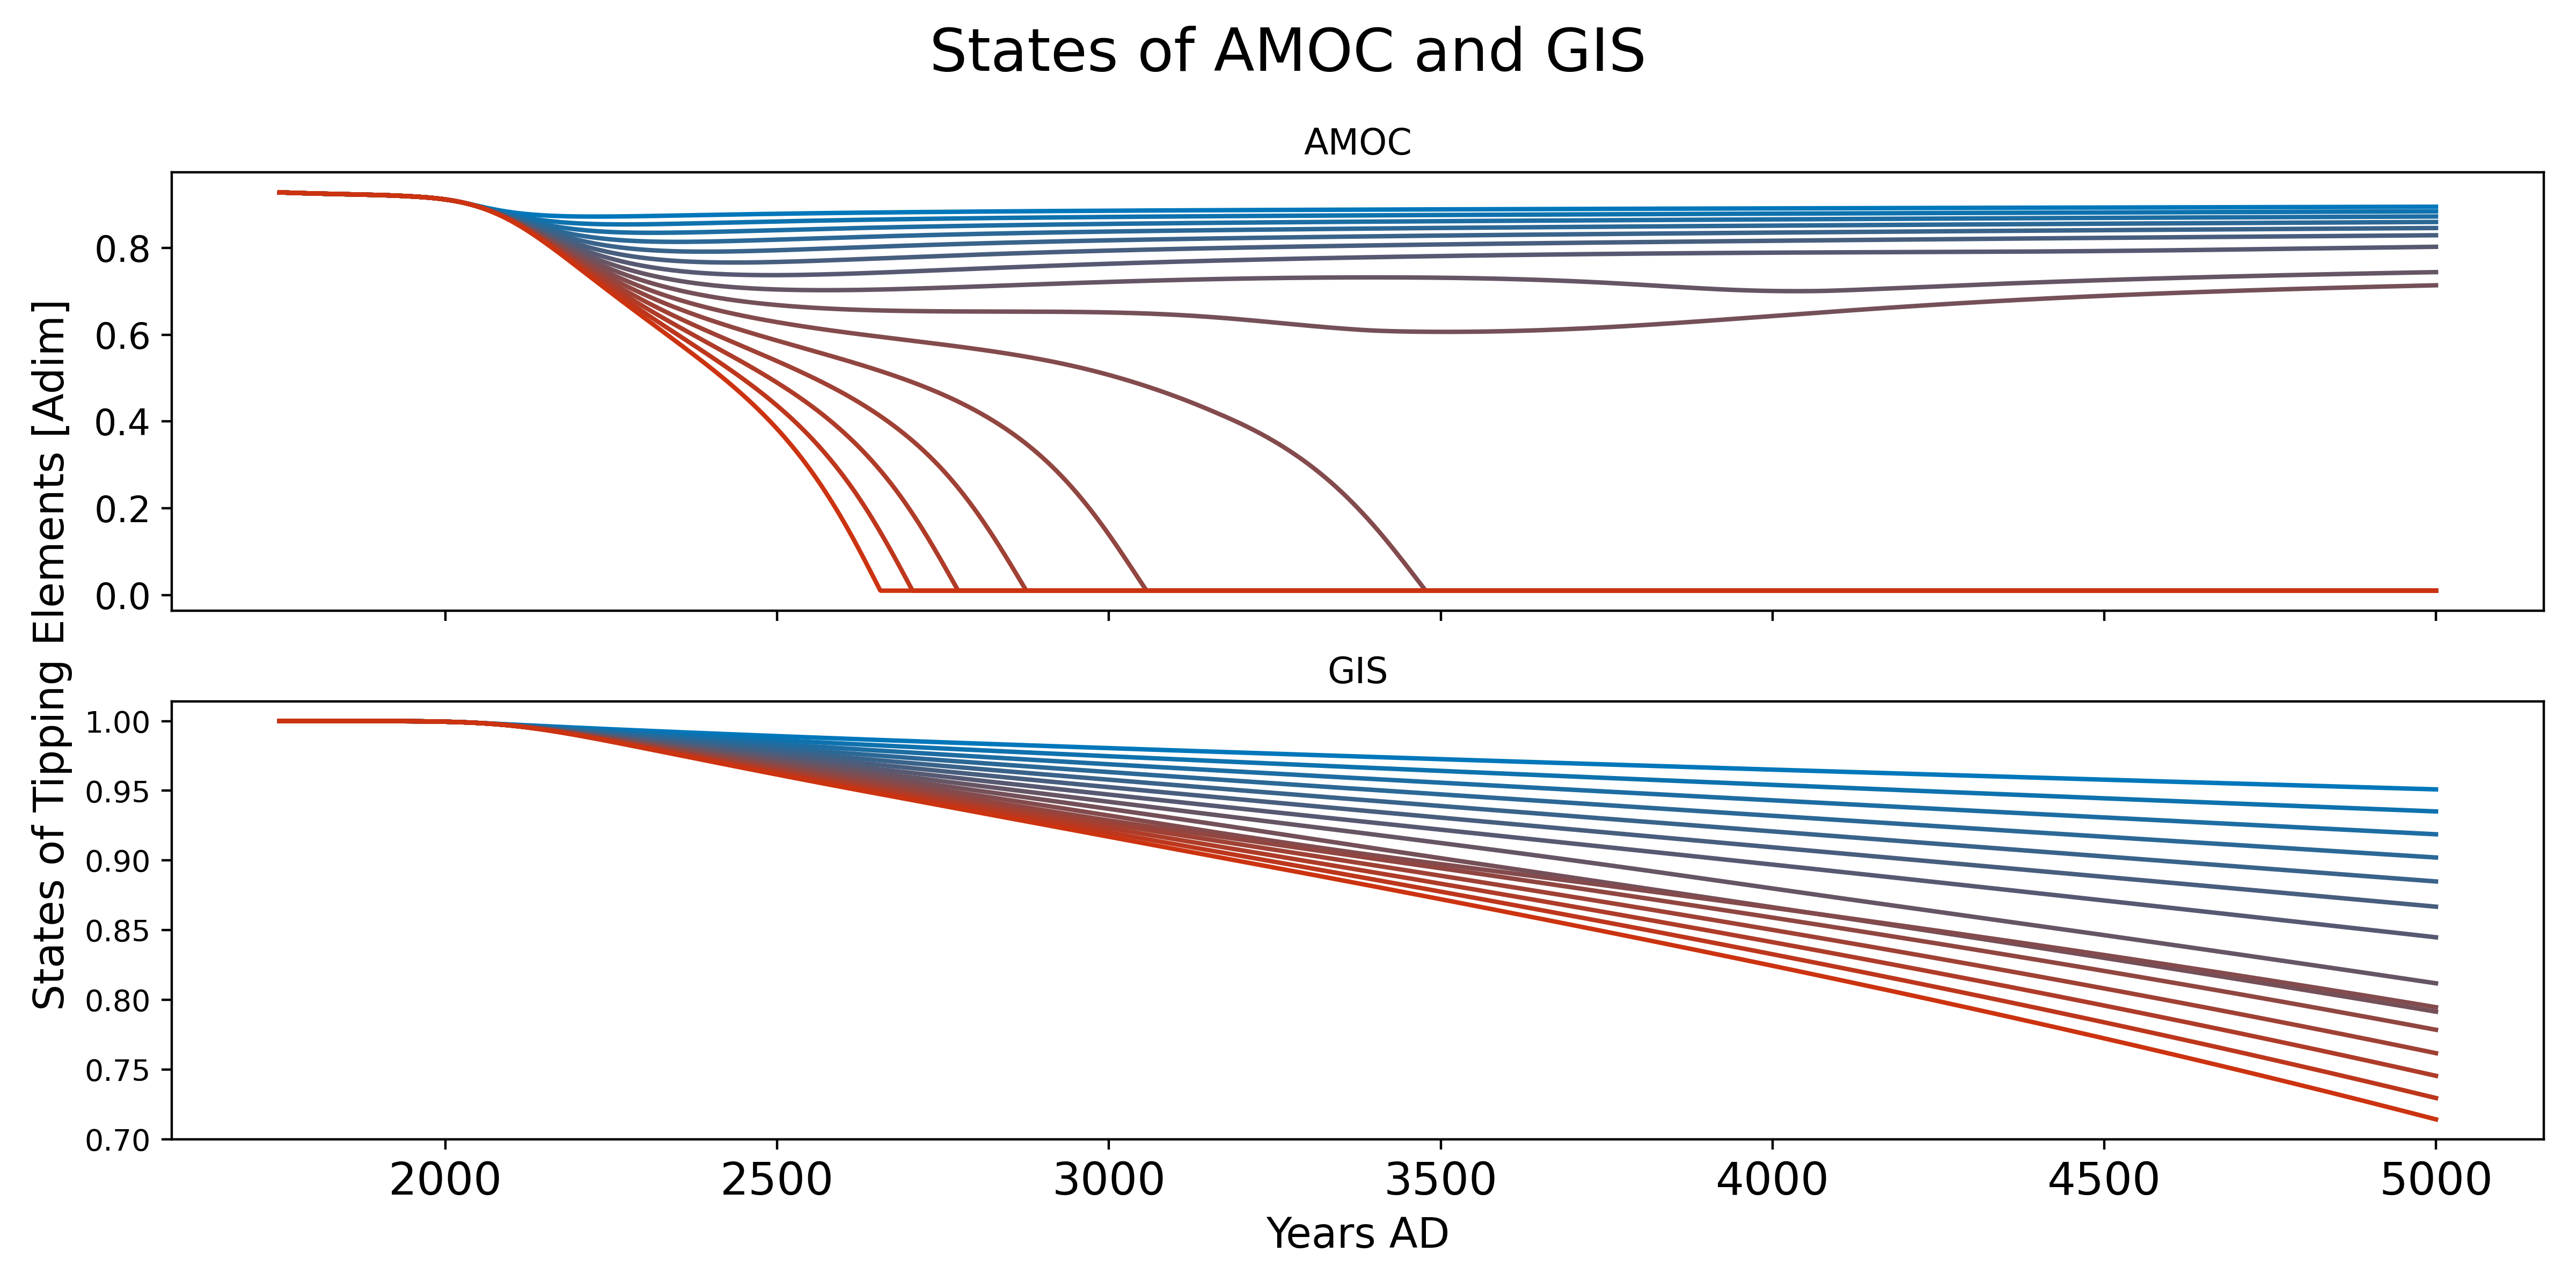 States of AMOC and GIS
AMOC
0.8
0.6
0.4
0.2
0.0
States of Tipping Elements [Adim]
GIS
1.00
0.95
0.90
0.85
0.80
0.75
0.70
2000 2500 3000 3500 4000 4500 5000
Years AD